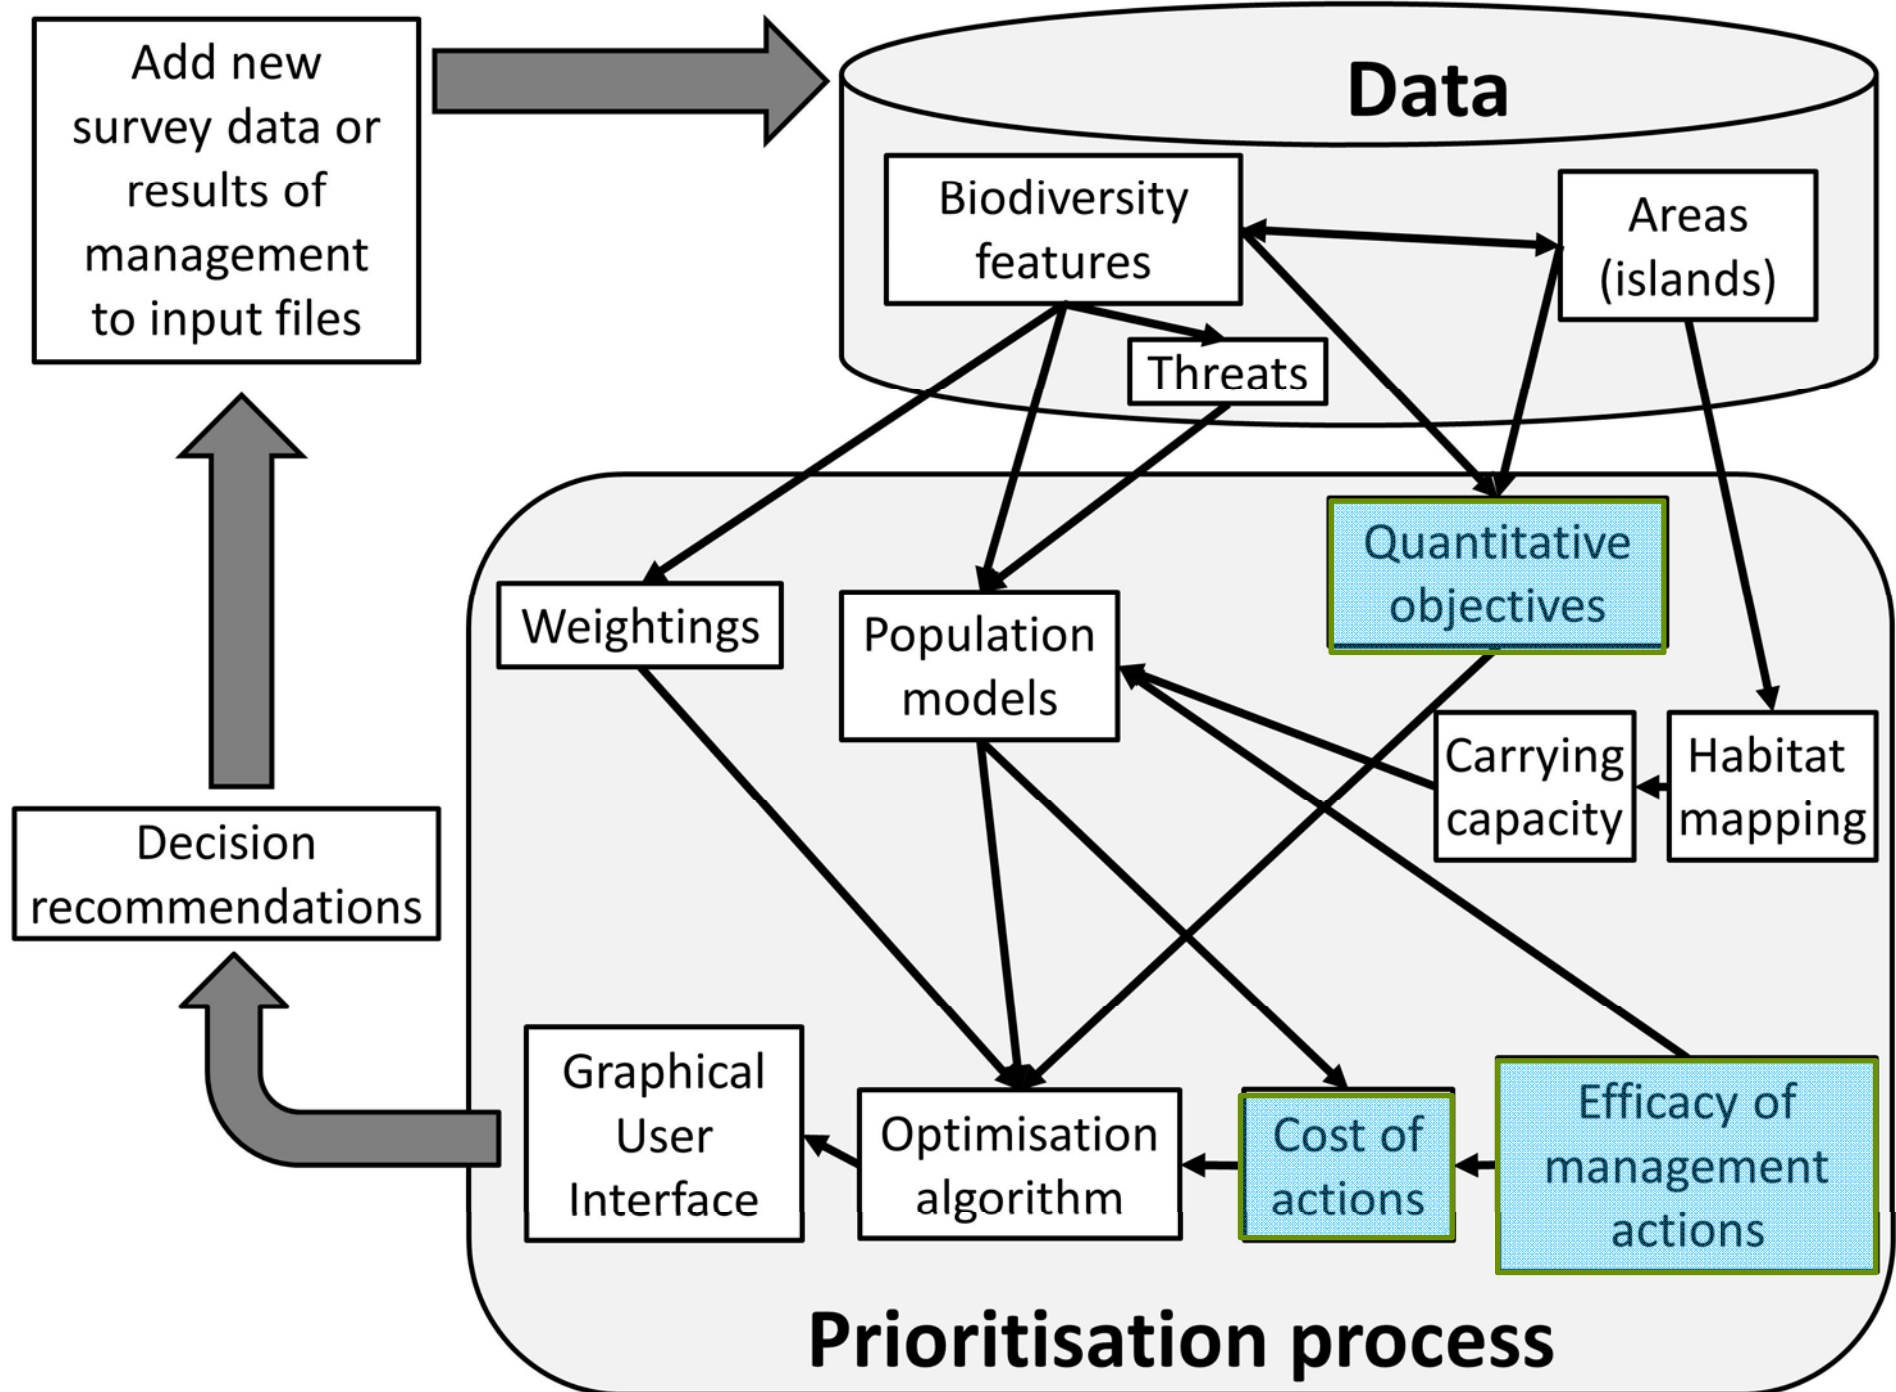 Add new
survey data or
results of
management
to input files
Data
Biodiversity
features
Areas
(islands)
Threats
Quantitative
objectives
Weightings
Population
models
Carrying
capacity
Habitat
mapping
Decision
recommendations
Graphical
User
Interface
Optimisation
algorithm
Cost of
actions
Efficacy of
management
actions
Prioritisation process